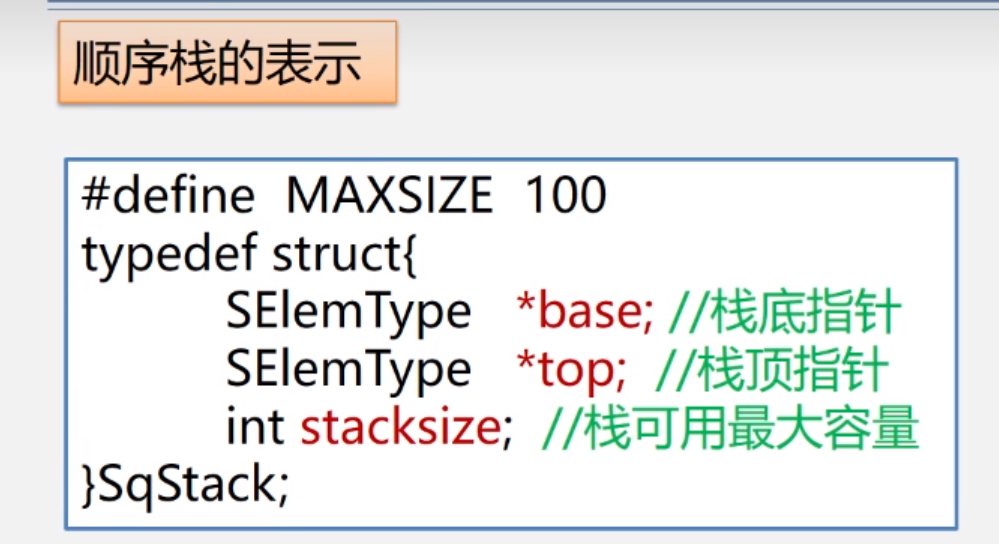 顺序栈的表示
#define MAXSIZE 100
typedef struct{
SElemType *base; //栈底指针
SElemType *top; //栈顶指针
int stacksize; //栈可用最大容量
}SqStack;